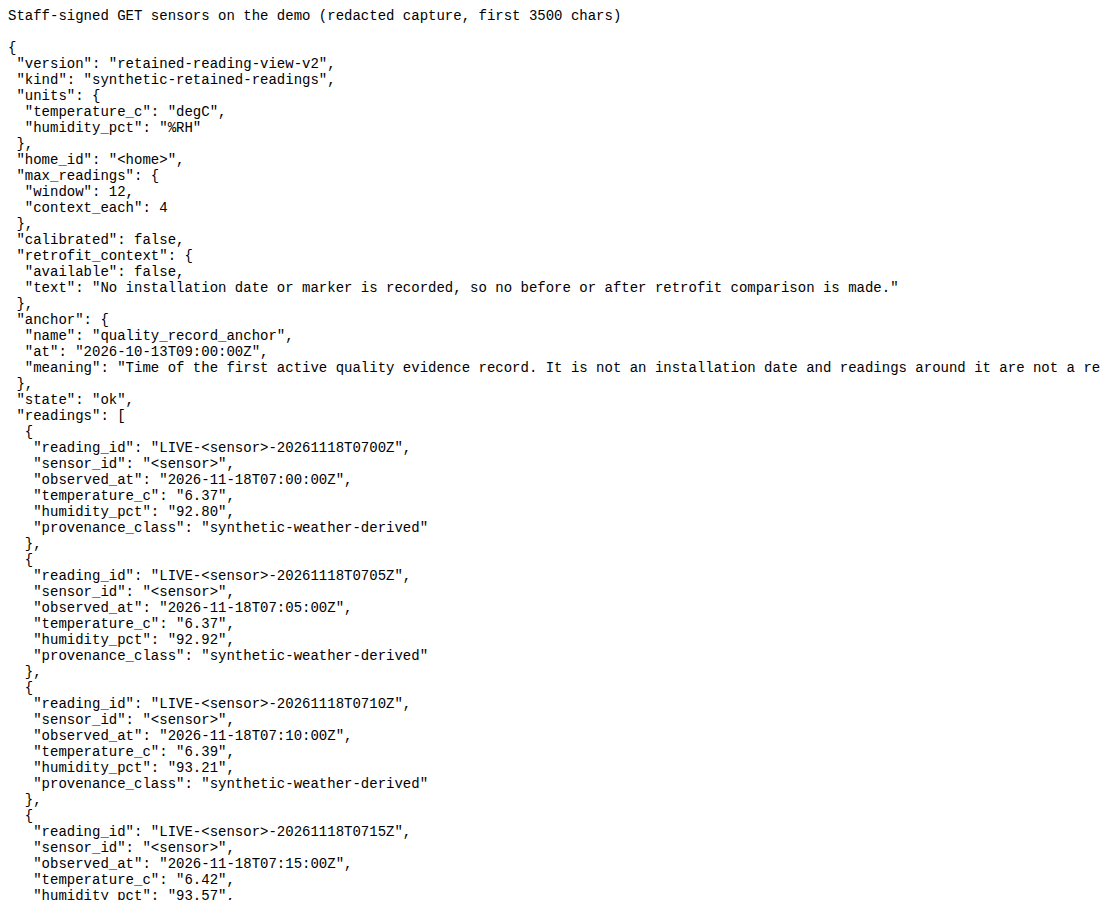 Staff-signed GET sensors on the demo (redacted capture, first 3500 chars)
{
"version": "retained-reading-view-v2",
"kind": "synthetic-retained-readings",
"units": {
"temperature_c": "degC",
"humidity_pct": "%RH"
},
"home_id": "<home>",
"max_readings": {
"window": 12,
"context_each": 4
},
"calibrated": false,
"retrofit_context": {
"available": false,
"text": "No installation date or marker is recorded, so no before or after retrofit comparison is made."
},
"anchor": {
"name": "quality_record_anchor",
"at": "2026-10-13T09:00:00Z",
"meaning": "Time of the first active quality evidence record. It is not an installation date and readings around it are not a re
},
"state": "ok",
"readings": [
{
"reading_id": "LIVE-<sensor>-20261118T0700Z",
"sensor_id": "<sensor>",
"observed_at": "2026-11-18T07:00:00Z",
"temperature_c": "6.37",
"humidity_pct": "92.80",
"provenance_class": "synthetic-weather-derived"
},
{
"reading_id": "LIVE-<sensor>-20261118T0705Z",
"sensor_id": "<sensor>",
"observed_at": "2026-11-18T07:05:00Z",
"temperature_c": "6.37",
"humidity_pct": "92.92",
"provenance_class": "synthetic-weather-derived"
},
{
"reading_id": "LIVE-<sensor>-20261118T0710Z",
"sensor_id": "<sensor>",
"observed_at": "2026-11-18T07:10:00Z",
"temperature_c": "6.39",
"humidity_pct": "93.21",
"provenance_class": "synthetic-weather-derived"
},
{
"reading_id": "LIVE-<sensor>-20261118T0715Z",
"sensor_id": "<sensor>",
"observed_at": "2026-11-18T07:15:00Z",
"temperature_c": "6.42",
"humidity_pct": "93.57",